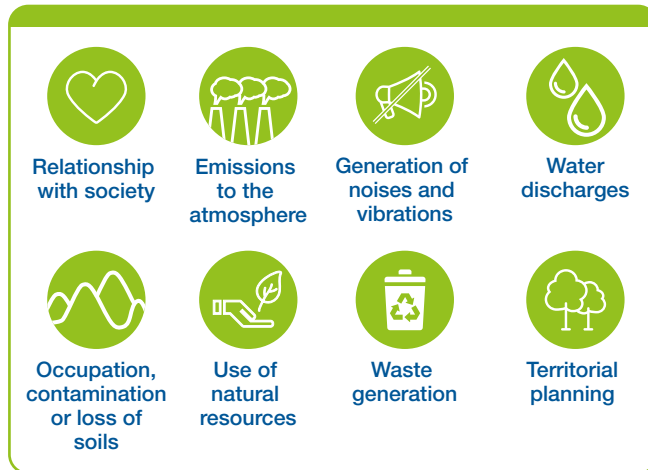 Relationship
with society
Emissions
to the
atmosphere
Generation of
noises and
vibrations
Water
discharges
Occupation,
contamination
or loss of
soils
Use of
natural
resources
Waste
generation
Territorial
planning